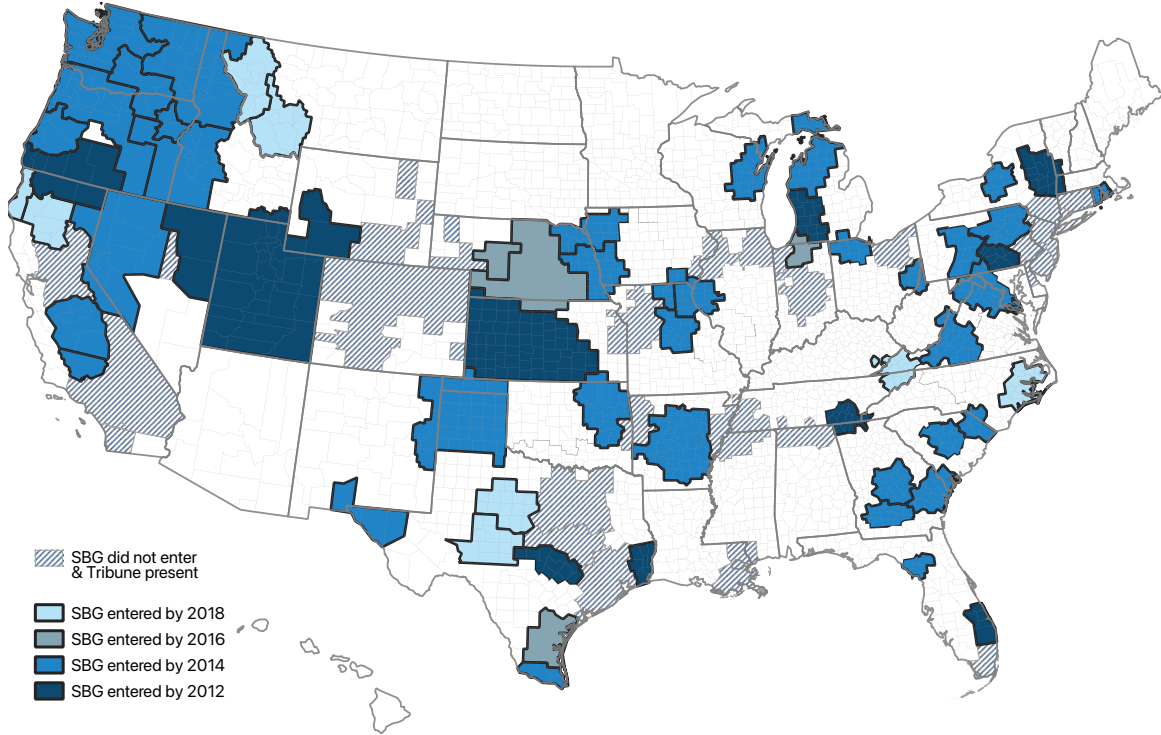 SBG did not enter
& Tribune present
SBG entered by 2018
SBG entered by 2016
SBG entered by 2014
SBG entered by 2012